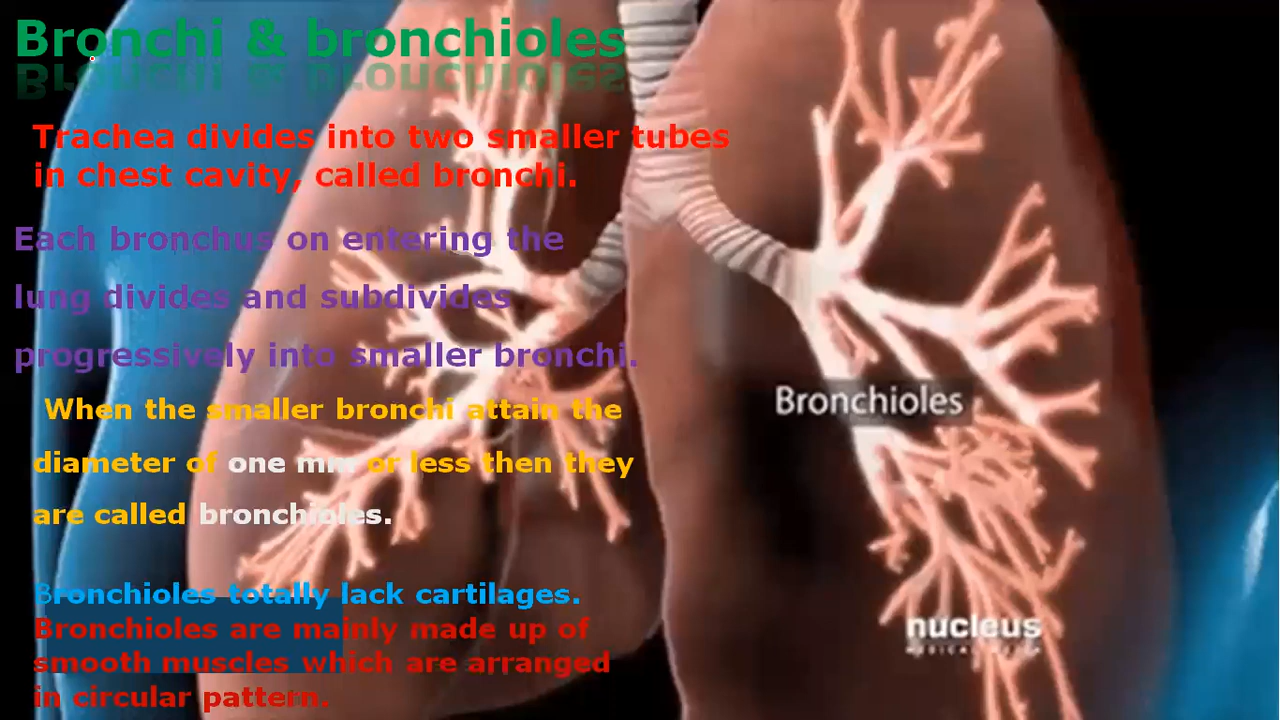 Bronchi & bronchioles
Trachea divides into two smaller tubes
in chest cavity, called bronchi.
Each bronchus on entering the
lung divides and subdivides
progressively into smaller bronchi.
When the smaller bronchi attain the
diameter of one mm or less then they
are called bronchioles.
Bronchioles
Bronchioles totally lack cartilages.
Bronchioles are mainly made up of
smooth muscles which are arranged
in circular pattern.
nucleus
MEDICAL MEDIA